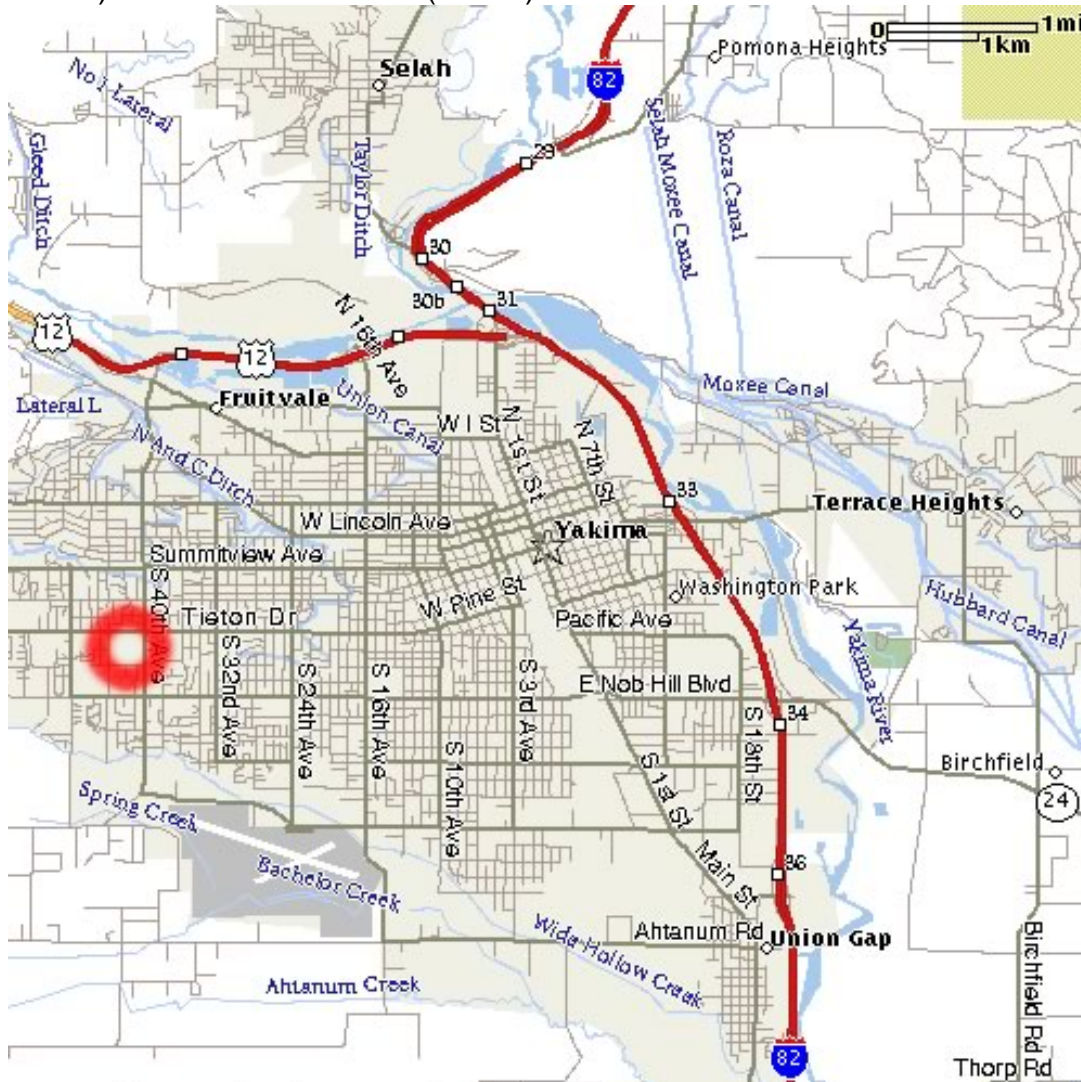 0
1mi
1km
Pomona Heights
Selah
82
No 1 Lateral
Gleed Ditch
Taylor Ditch
Selah Moxee Canal
Roza Canal
29
30
30b
31
12
12
N 16th Ave
Fruitvale
Union Canal
Lateral L
Moxee Canal
W I St
N 1st St
N 7th St
N And C Ditch
33
Terrace Heights
W Lincoln Ave
Yakima
Summitview Ave
Washington Park
W Pine St
Hubbard Canal
S 40th Ave
Tieton Dr
Pacific Ave
Yakima River
S 32nd Ave
S 24th Ave
S 16th Ave
S 3rd Ave
E Nob Hill Blvd
34
S 18th St
S 10th Ave
S 1st St
Birchfield
24
Spring Creek
Bachelor Creek
Main St
36
Wide Hollow Creek
Ahtanum Rd
Union Gap
Birchfield Rd
Ahtanum Creek
82
Thorp Rd